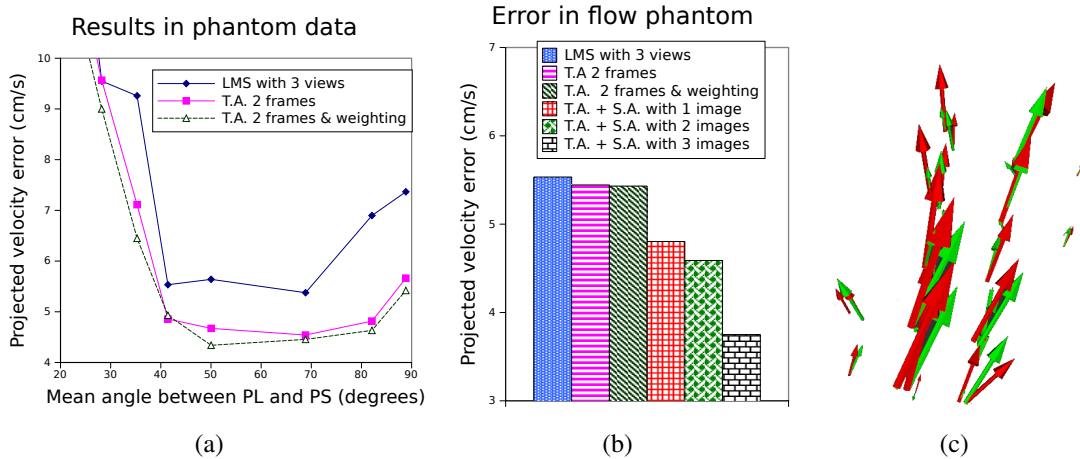 Results in phantom data
Projected velocity error (cm/s)
10
9
8
7
6
5
4
20
30
40
50
60
70
80
90
LMS with 3 views
T.A. 2 frames
T.A. 2 frames & weighting
Mean angle between PL and PS (degrees)
(a)
Error in flow phantom
Projected velocity error (cm/s)
7
6
5
4
3
LMS with 3 views
T.A 2 frames
T.A. 2 frames & weighting
T.A. + S.A. with 1 image
T.A. + S.A. with 2 images
T.A. + S.A. with 3 images
(b)
(c)